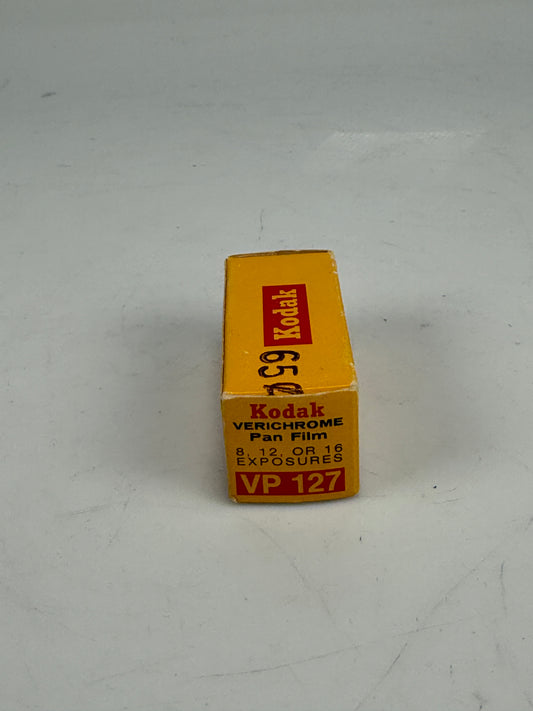 Kodak
65 ¢
Kodak
VERICHROME
Pan Film
8, 12, OR 16
EXPOSURES
VP 127